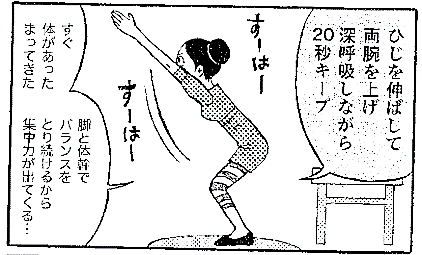 ひじを伸ばして
両腕を上げ
深呼吸しながら
20秒キープ
すーはー
すーはー
すぐ
体があった
まってきた
脚と体幹で
バランスを
とり続けるから
集中力が出てくる…